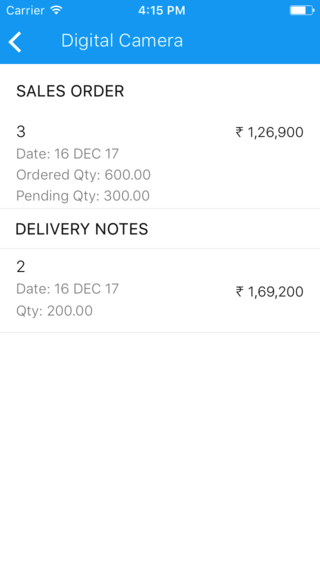 Carrier 4:15 PM
Digital Camera
SALES ORDER
3 ₹ 1,26,900
Date: 16 DEC 17
Ordered Qty: 600.00
Pending Qty: 300.00
DELIVERY NOTES
2
Date: 16 DEC 17 ₹ 1,69,200
Qty: 200.00